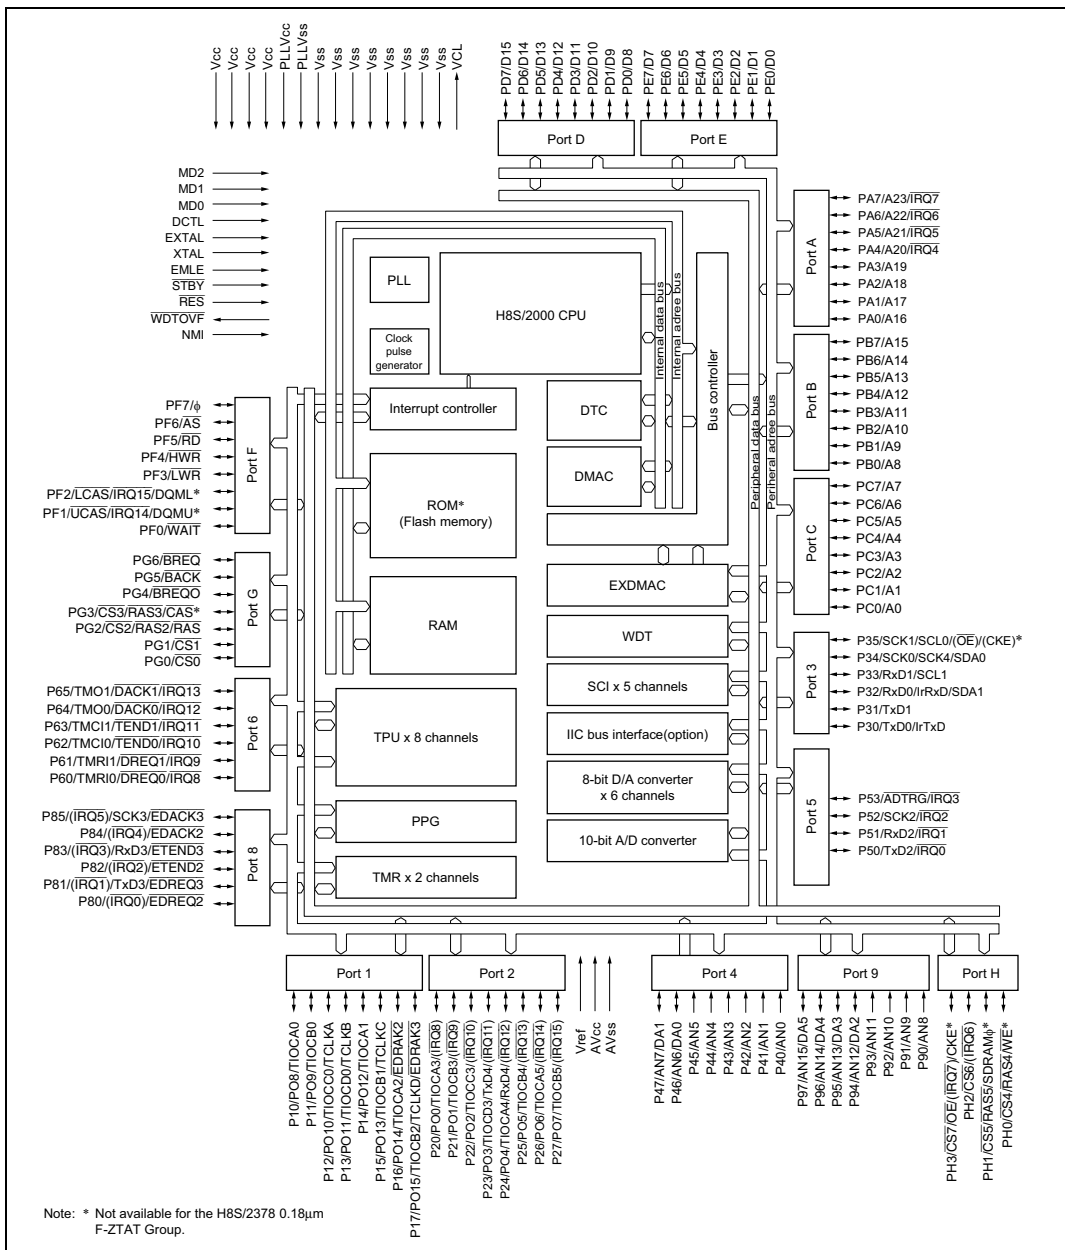 Vcc
Vcc
Vcc
Vcc
PLLVcc
PLLVss
Vss
Vss
Vss
Vss
Vss
Vss
Vss
Vss
VCL
PD7/D15
PD6/D14
PD5/D13
PD4/D12
PD3/D11
PD2/D10
PD1/D9
PD0/D8
PE7/D7
PE6/D6
PE5/D5
PE4/D4
PE3/D3
PE2/D2
PE1/D1
PE0/D0
Port D
Port E
MD2
MD1
MD0
DCTL
EXTAL
XTAL
EMLE
STBY
RES
WDTOVF
NMI
PLL
Clock
pulse
generator
H8S/2000 CPU
Interrupt controller
DTC
DMAC
ROM*
(Flash memory)
RAM
TPU x 8 channels
PPG
TMR x 2 channels
Internal data bus
Internal adree bus
Bus controller
Peripheral data bus
Periheral adree bus
EXDMAC
WDT
SCI x 5 channels
IIC bus interface(option)
8-bit D/A converter
x 6 channels
10-bit A/D converter
Port A
PA7/A23/IRQ7
PA6/A22/IRQ6
PA5/A21/IRQ5
PA4/A20/IRQ4
PA3/A19
PA2/A18
PA1/A17
PA0/A16
Port B
PB7/A15
PB6/A14
PB5/A13
PB4/A12
PB3/A11
PB2/A10
PB1/A9
PB0/A8
Port C
PC7/A7
PC6/A6
PC5/A5
PC4/A4
PC3/A3
PC2/A2
PC1/A1
PC0/A0
Port 3
P35/SCK1/SCL0/(OE)/(CKE)*
P34/SCK0/SCK4/SDA0
P33/RxD1/SCL1
P32/RxD0/IrRxD/SDA1
P31/TxD1
P30/TxD0/IrTxD
Port 5
P53/ADTRG/IRQ3
P52/SCK2/IRQ2
P51/RxD2/IRQ1
P50/TxD2/IRQ0
PF7/ϕ
PF6/AS
PF5/RD
PF4/HWR
PF3/LWR
PF2/LCAS/IRQ15/DQML*
PF1/UCAS/IRQ14/DQMU*
PF0/WAIT
Port F
PG6/BREQ
PG5/BACK
PG4/BREQO
PG3/CS3/RAS3/CAS*
PG2/CS2/RAS2/RAS
PG1/CS1
PG0/CS0
Port G
P65/TMO1/DACK1/IRQ13
P64/TMO0/DACK0/IRQ12
P63/TMCI1/TEND1/IRQ11
P62/TMCI0/TEND0/IRQ10
P61/TMRI1/DREQ1/IRQ9
P60/TMRI0/DREQ0/IRQ8
Port 6
P85/(IRQ5)/SCK3/EDACK3
P84/(IRQ4)/EDACK2
P83/(IRQ3)/RxD3/ETEND3
P82/(IRQ2)/ETEND2
P81/(IRQ1)/TxD3/EDREQ3
P80/(IRQ0)/EDREQ2
Port 8
Port 1
Port 2
Port 4
Port 9
Port H
P10/PO8/TIOCA0
P11/PO9/TIOCB0
P12/PO10/TIOCC0/TCLKA
P13/PO11/TIOCD0/TCLKB
P14/PO12/TIOCA1
P15/PO13/TIOCB1/TCLKC
P16/PO14/TIOCA2/EDRAK2
P17/PO15/TIOCB2/TCLKD/EDRAK3
P20/PO0/TIOCA3/(IRQ8)
P21/PO1/TIOCB3/(IRQ9)
P22/PO2/TIOCC3/(IRQ10)
P23/PO3/TIOCD3/TxD4/(IRQ11)
P24/PO4/TIOCA4/RxD4/(IRQ12)
P25/PO5/TIOCB4/(IRQ13)
P26/PO6/TIOCA5/(IRQ14)
P27/PO7/TIOCB5/(IRQ15)
Vref
AVcc
AVss
P47/AN7/DA1
P46/AN6/DA0
P45/AN5
P44/AN4
P43/AN3
P42/AN2
P41/AN1
P40/AN0
P97/AN15/DA5
P96/AN14/DA4
P95/AN13/DA3
P94/AN12/DA2
P93/AN11
P92/AN10
P91/AN9
P90/AN8
PH3/CS7/OE/(IRQ7)/CKE*
PH2/CS6/(IRQ6)
PH1/CS5/RAS5/SDRAMϕ*
PH0/CS4/RAS4/WE*
Note: * Not available for the H8S/2378 0.18µm
F-ZTAT Group.